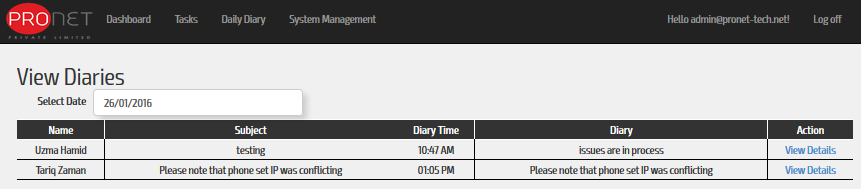 PRONET Dashboard Tasks Daily Diary System Management Hello admin@pronet-tech.net! Log off
PRIVATE LIMITED
View Diaries
Select Date 26/01/2016
Name Subject Diary Time Diary Action
Uzma Hamid testing 10:47 AM issues are in process View Details
Tariq Zaman Please note that phone set IP was conflicting 01:05 PM Please note that phone set IP was conflicting View Details